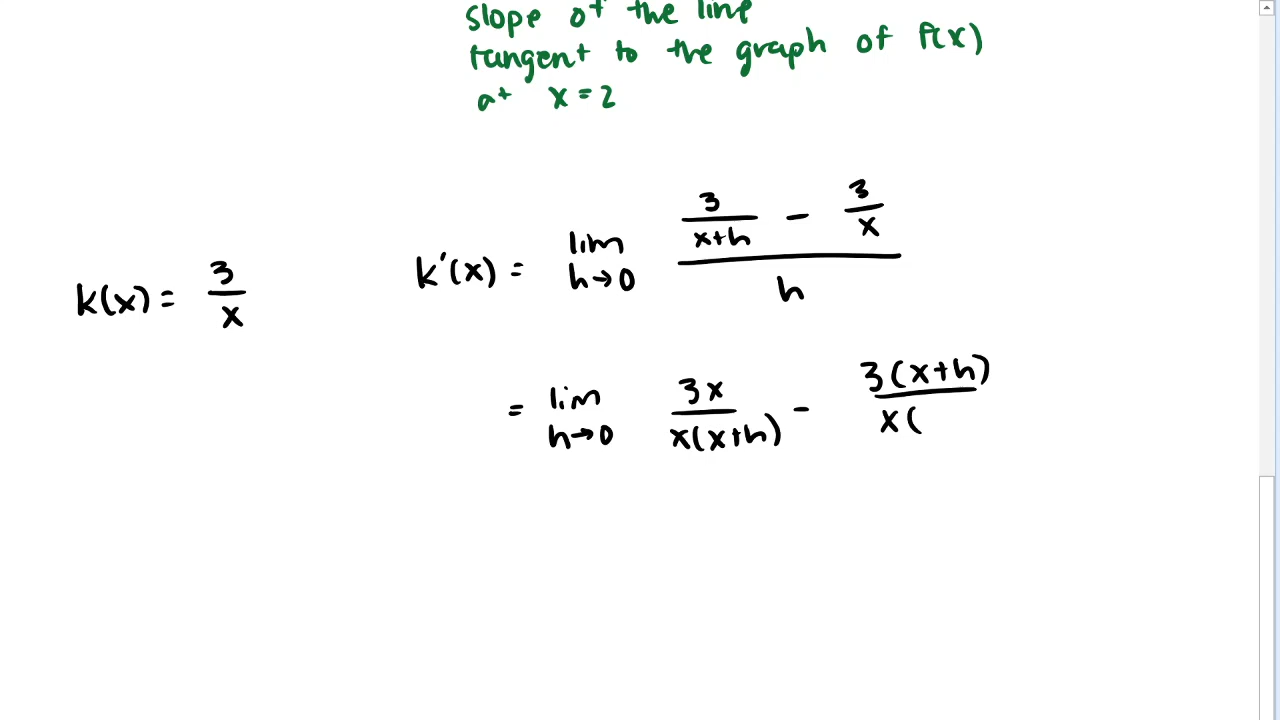 slope of the line
tangent to the graph of f(x)
at x = 2
k(x) = 3/x
k'(x) = lim h→0 (3/(x+h) - 3/x)/h
= lim h→0 3x/(x(x+h)) - 3(x+h)/(x(